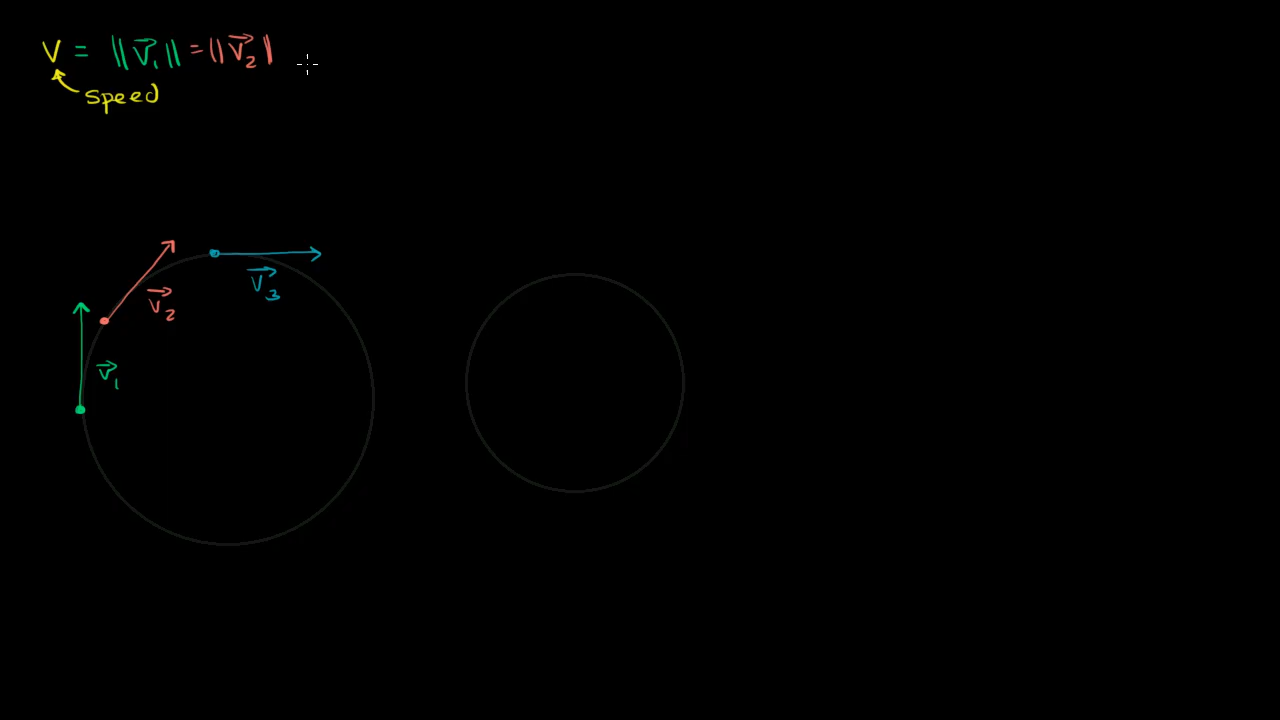 v = ||v⃗₁|| = ||v⃗₂||
speed
v⃗₂
v⃗₃
v⃗₁